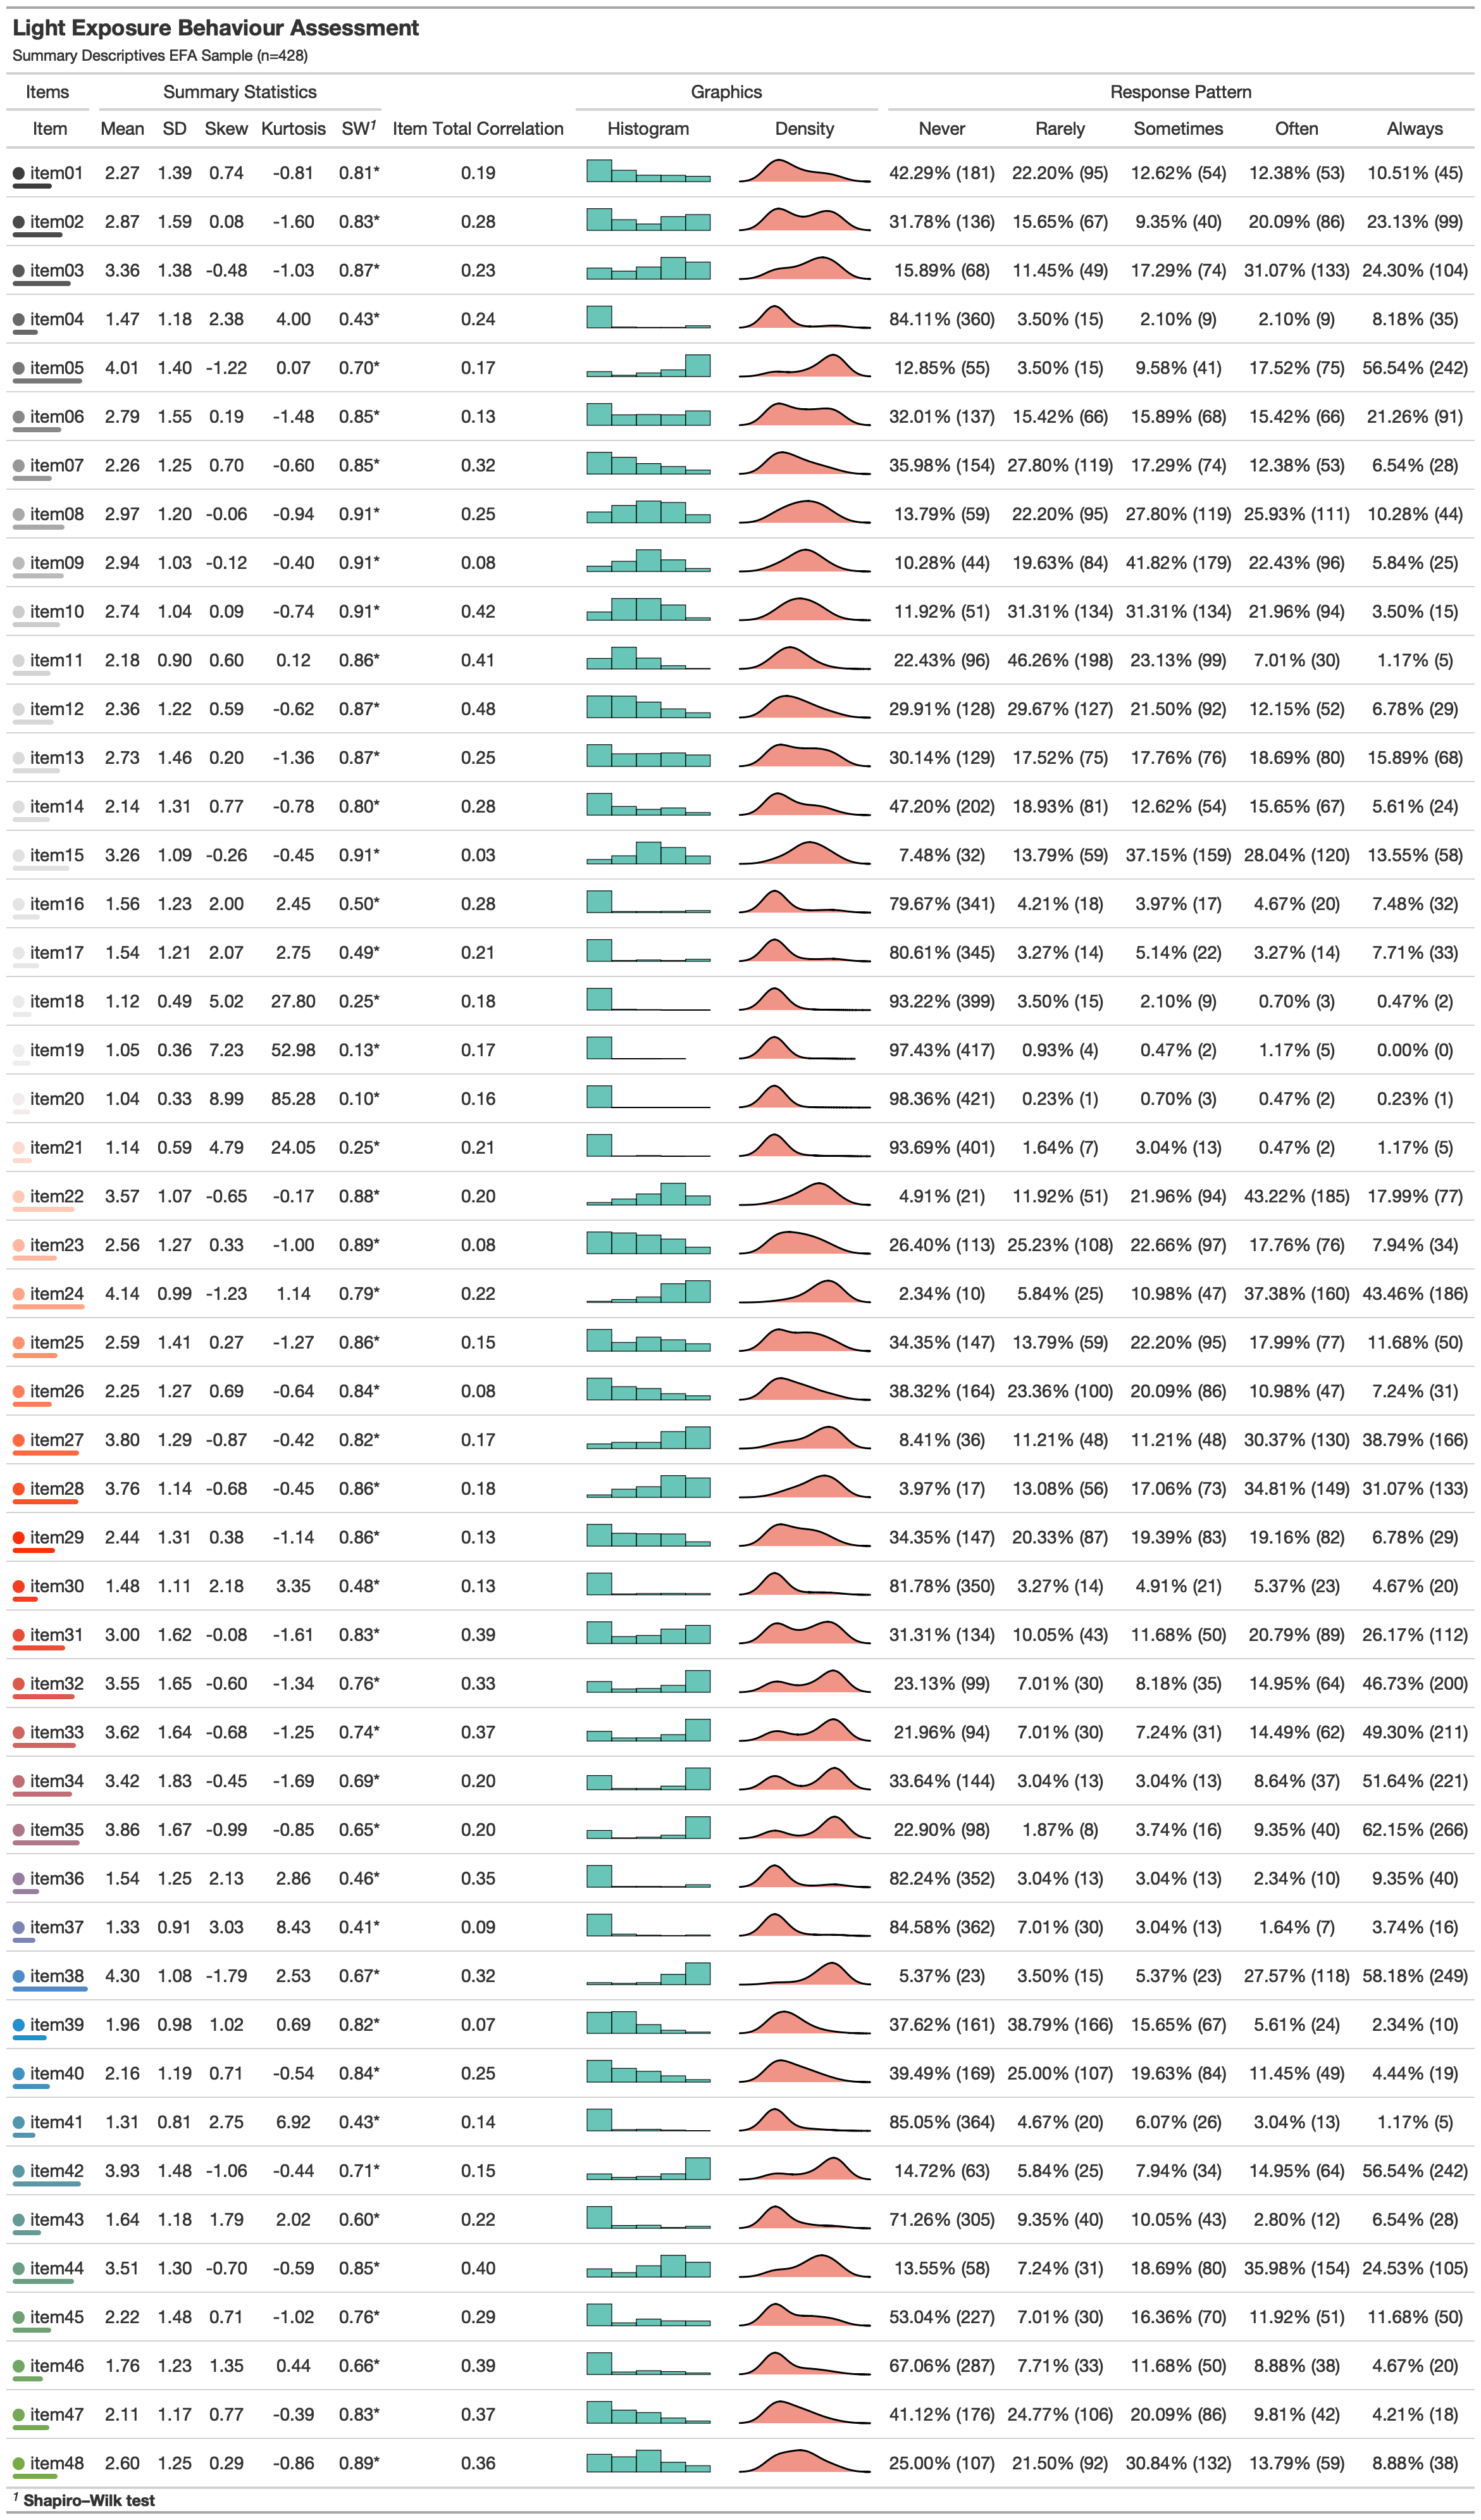 Light Exposure Behaviour Assessment
Summary Descriptives EFA Sample (n=428)
Items Summary Statistics Graphics Response Pattern
Item Mean SD Skew Kurtosis SW1 Item Total Correlation Histogram Density Never Rarely Sometimes Often Always
item01 2.27 1.39 0.74 -0.81 0.81* 0.19 42.29% (181) 22.20% (95) 12.62% (54) 12.38% (53) 10.51% (45)
item02 2.87 1.59 0.08 -1.60 0.83* 0.28 31.78% (136) 15.65% (67) 9.35% (40) 20.09% (86) 23.13% (99)
item03 3.36 1.38 -0.48 -1.03 0.87* 0.23 15.89% (68) 11.45% (49) 17.29% (74) 31.07% (133) 24.30% (104)
item04 1.47 1.18 2.38 4.00 0.43* 0.24 84.11% (360) 3.50% (15) 2.10% (9) 2.10% (9) 8.18% (35)
item05 4.01 1.40 -1.22 0.07 0.70* 0.17 12.85% (55) 3.50% (15) 9.58% (41) 17.52% (75) 56.54% (242)
item06 2.79 1.55 0.19 -1.48 0.85* 0.13 32.01% (137) 15.42% (66) 15.89% (68) 15.42% (66) 21.26% (91)
item07 2.26 1.25 0.70 -0.60 0.85* 0.32 35.98% (154) 27.80% (119) 17.29% (74) 12.38% (53) 6.54% (28)
item08 2.97 1.20 -0.06 -0.94 0.91* 0.25 13.79% (59) 22.20% (95) 27.80% (119) 25.93% (111) 10.28% (44)
item09 2.94 1.03 -0.12 -0.40 0.91* 0.08 10.28% (44) 19.63% (84) 41.82% (179) 22.43% (96) 5.84% (25)
item10 2.74 1.04 0.09 -0.74 0.91* 0.42 11.92% (51) 31.31% (134) 31.31% (134) 21.96% (94) 3.50% (15)
item11 2.18 0.90 0.60 0.12 0.86* 0.41 22.43% (96) 46.26% (198) 23.13% (99) 7.01% (30) 1.17% (5)
item12 2.36 1.22 0.59 -0.62 0.87* 0.48 29.91% (128) 29.67% (127) 21.50% (92) 12.15% (52) 6.78% (29)
item13 2.73 1.46 0.20 -1.36 0.87* 0.25 30.14% (129) 17.52% (75) 17.76% (76) 18.69% (80) 15.89% (68)
item14 2.14 1.31 0.77 -0.78 0.80* 0.28 47.20% (202) 18.93% (81) 12.62% (54) 15.65% (67) 5.61% (24)
item15 3.26 1.09 -0.26 -0.45 0.91* 0.03 7.48% (32) 13.79% (59) 37.15% (159) 28.04% (120) 13.55% (58)
item16 1.56 1.23 2.00 2.45 0.50* 0.28 79.67% (341) 4.21% (18) 3.97% (17) 4.67% (20) 7.48% (32)
item17 1.54 1.21 2.07 2.75 0.49* 0.21 80.61% (345) 3.27% (14) 5.14% (22) 3.27% (14) 7.71% (33)
item18 1.12 0.49 5.02 27.80 0.25* 0.18 93.22% (399) 3.50% (15) 2.10% (9) 0.70% (3) 0.47% (2)
item19 1.05 0.36 7.23 52.98 0.13* 0.17 97.43% (417) 0.93% (4) 0.47% (2) 1.17% (5) 0.00% (0)
item20 1.04 0.33 8.99 85.28 0.10* 0.16 98.36% (421) 0.23% (1) 0.70% (3) 0.47% (2) 0.23% (1)
item21 1.14 0.59 4.79 24.05 0.25* 0.21 93.69% (401) 1.64% (7) 3.04% (13) 0.47% (2) 1.17% (5)
item22 3.57 1.07 -0.65 -0.17 0.88* 0.20 4.91% (21) 11.92% (51) 21.96% (94) 43.22% (185) 17.99% (77)
item23 2.56 1.27 0.33 -1.00 0.89* 0.08 26.40% (113) 25.23% (108) 22.66% (97) 17.76% (76) 7.94% (34)
item24 4.14 0.99 -1.23 1.14 0.79* 0.22 2.34% (10) 5.84% (25) 10.98% (47) 37.38% (160) 43.46% (186)
item25 2.59 1.41 0.27 -1.27 0.86* 0.15 34.35% (147) 13.79% (59) 22.20% (95) 17.99% (77) 11.68% (50)
item26 2.25 1.27 0.69 -0.64 0.84* 0.08 38.32% (164) 23.36% (100) 20.09% (86) 10.98% (47) 7.24% (31)
item27 3.80 1.29 -0.87 -0.42 0.82* 0.17 8.41% (36) 11.21% (48) 11.21% (48) 30.37% (130) 38.79% (166)
item28 3.76 1.14 -0.68 -0.45 0.86* 0.18 3.97% (17) 13.08% (56) 17.06% (73) 34.81% (149) 31.07% (133)
item29 2.44 1.31 0.38 -1.14 0.86* 0.13 34.35% (147) 20.33% (87) 19.39% (83) 19.16% (82) 6.78% (29)
item30 1.48 1.11 2.18 3.35 0.48* 0.13 81.78% (350) 3.27% (14) 4.91% (21) 5.37% (23) 4.67% (20)
item31 3.00 1.62 -0.08 -1.61 0.83* 0.39 31.31% (134) 10.05% (43) 11.68% (50) 20.79% (89) 26.17% (112)
item32 3.55 1.65 -0.60 -1.34 0.76* 0.33 23.13% (99) 7.01% (30) 8.18% (35) 14.95% (64) 46.73% (200)
item33 3.62 1.64 -0.68 -1.25 0.74* 0.37 21.96% (94) 7.01% (30) 7.24% (31) 14.49% (62) 49.30% (211)
item34 3.42 1.83 -0.45 -1.69 0.69* 0.20 33.64% (144) 3.04% (13) 3.04% (13) 8.64% (37) 51.64% (221)
item35 3.86 1.67 -0.99 -0.85 0.65* 0.20 22.90% (98) 1.87% (8) 3.74% (16) 9.35% (40) 62.15% (266)
item36 1.54 1.25 2.13 2.86 0.46* 0.35 82.24% (352) 3.04% (13) 3.04% (13) 2.34% (10) 9.35% (40)
item37 1.33 0.91 3.03 8.43 0.41* 0.09 84.58% (362) 7.01% (30) 3.04% (13) 1.64% (7) 3.74% (16)
item38 4.30 1.08 -1.79 2.53 0.67* 0.32 5.37% (23) 3.50% (15) 5.37% (23) 27.57% (118) 58.18% (249)
item39 1.96 0.98 1.02 0.69 0.82* 0.07 37.62% (161) 38.79% (166) 15.65% (67) 5.61% (24) 2.34% (10)
item40 2.16 1.19 0.71 -0.54 0.84* 0.25 39.49% (169) 25.00% (107) 19.63% (84) 11.45% (49) 4.44% (19)
item41 1.31 0.81 2.75 6.92 0.43* 0.14 85.05% (364) 4.67% (20) 6.07% (26) 3.04% (13) 1.17% (5)
item42 3.93 1.48 -1.06 -0.44 0.71* 0.15 14.72% (63) 5.84% (25) 7.94% (34) 14.95% (64) 56.54% (242)
item43 1.64 1.18 1.79 2.02 0.60* 0.22 71.26% (305) 9.35% (40) 10.05% (43) 2.80% (12) 6.54% (28)
item44 3.51 1.30 -0.70 -0.59 0.85* 0.40 13.55% (58) 7.24% (31) 18.69% (80) 35.98% (154) 24.53% (105)
item45 2.22 1.48 0.71 -1.02 0.76* 0.29 53.04% (227) 7.01% (30) 16.36% (70) 11.92% (51) 11.68% (50)
item46 1.76 1.23 1.35 0.44 0.66* 0.39 67.06% (287) 7.71% (33) 11.68% (50) 8.88% (38) 4.67% (20)
item47 2.11 1.17 0.77 -0.39 0.83* 0.37 41.12% (176) 24.77% (106) 20.09% (86) 9.81% (42) 4.21% (18)
item48 2.60 1.25 0.29 -0.86 0.89* 0.36 25.00% (107) 21.50% (92) 30.84% (132) 13.79% (59) 8.88% (38)
1 Shapiro–Wilk test